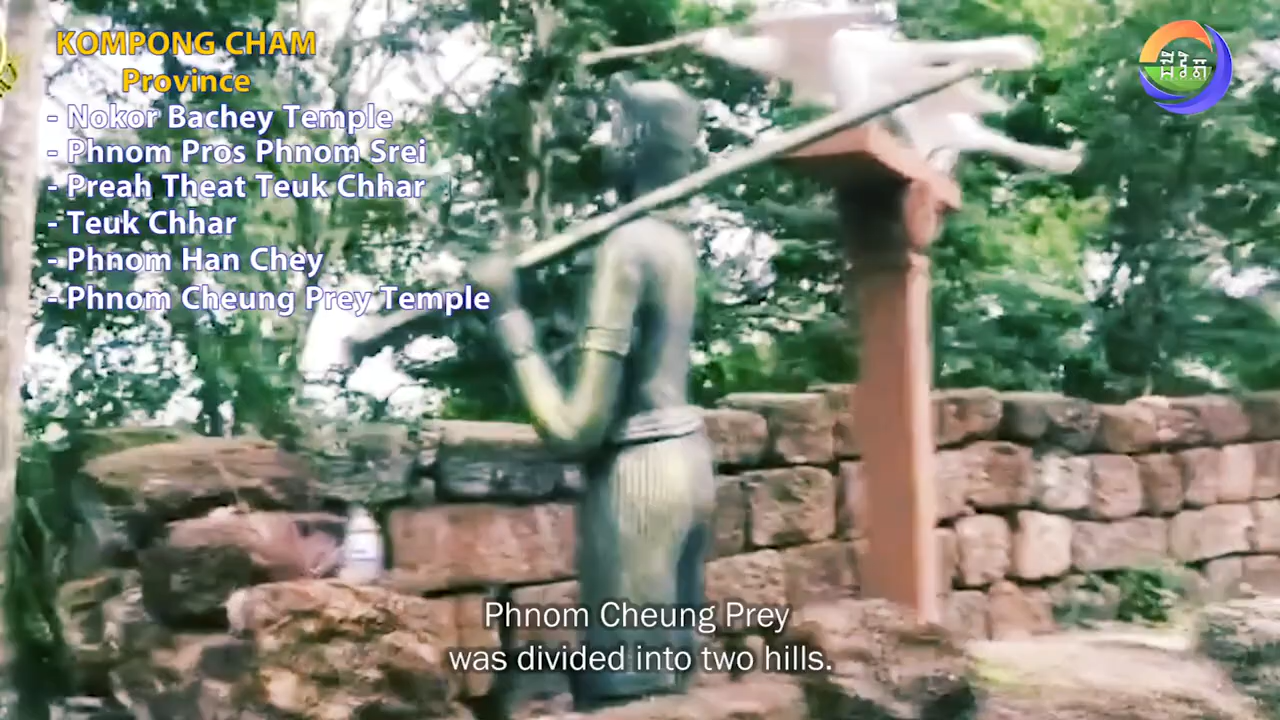 KOMPONG CHAM
Province
- Nokor Bachey Temple
- Phnom Pros Phnom Srei
- Preah Theat Teuk Chhar
- Teuk Chhar
- Phnom Han Chey
- Phnom Cheung Prey Temple
Phnom Cheung Prey
was divided into two hills.